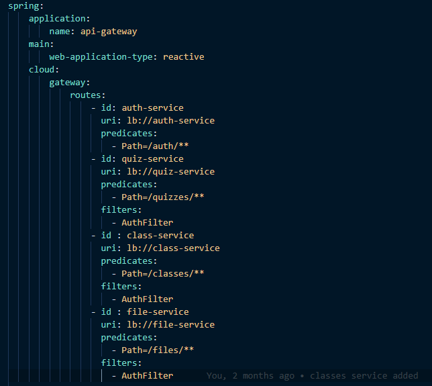 spring:
    application:
        name: api-gateway
    main:
        web-application-type: reactive
    cloud:
        gateway:
            routes:
                - id: auth-service
                  uri: lb://auth-service
                  predicates:
                    - Path=/auth/**
                - id: quiz-service
                  uri: lb://quiz-service
                  predicates:
                    - Path=/quizzes/**
                  filters:
                    - AuthFilter
                - id : class-service
                  uri: lb://class-service
                  predicates:
                    - Path=/classes/**
                  filters:
                    - AuthFilter
                - id : file-service
                  uri: lb://file-service
                  predicates:
                    - Path=/files/**
                  filters:
                    - AuthFilter     You, 2 months ago • classes service added